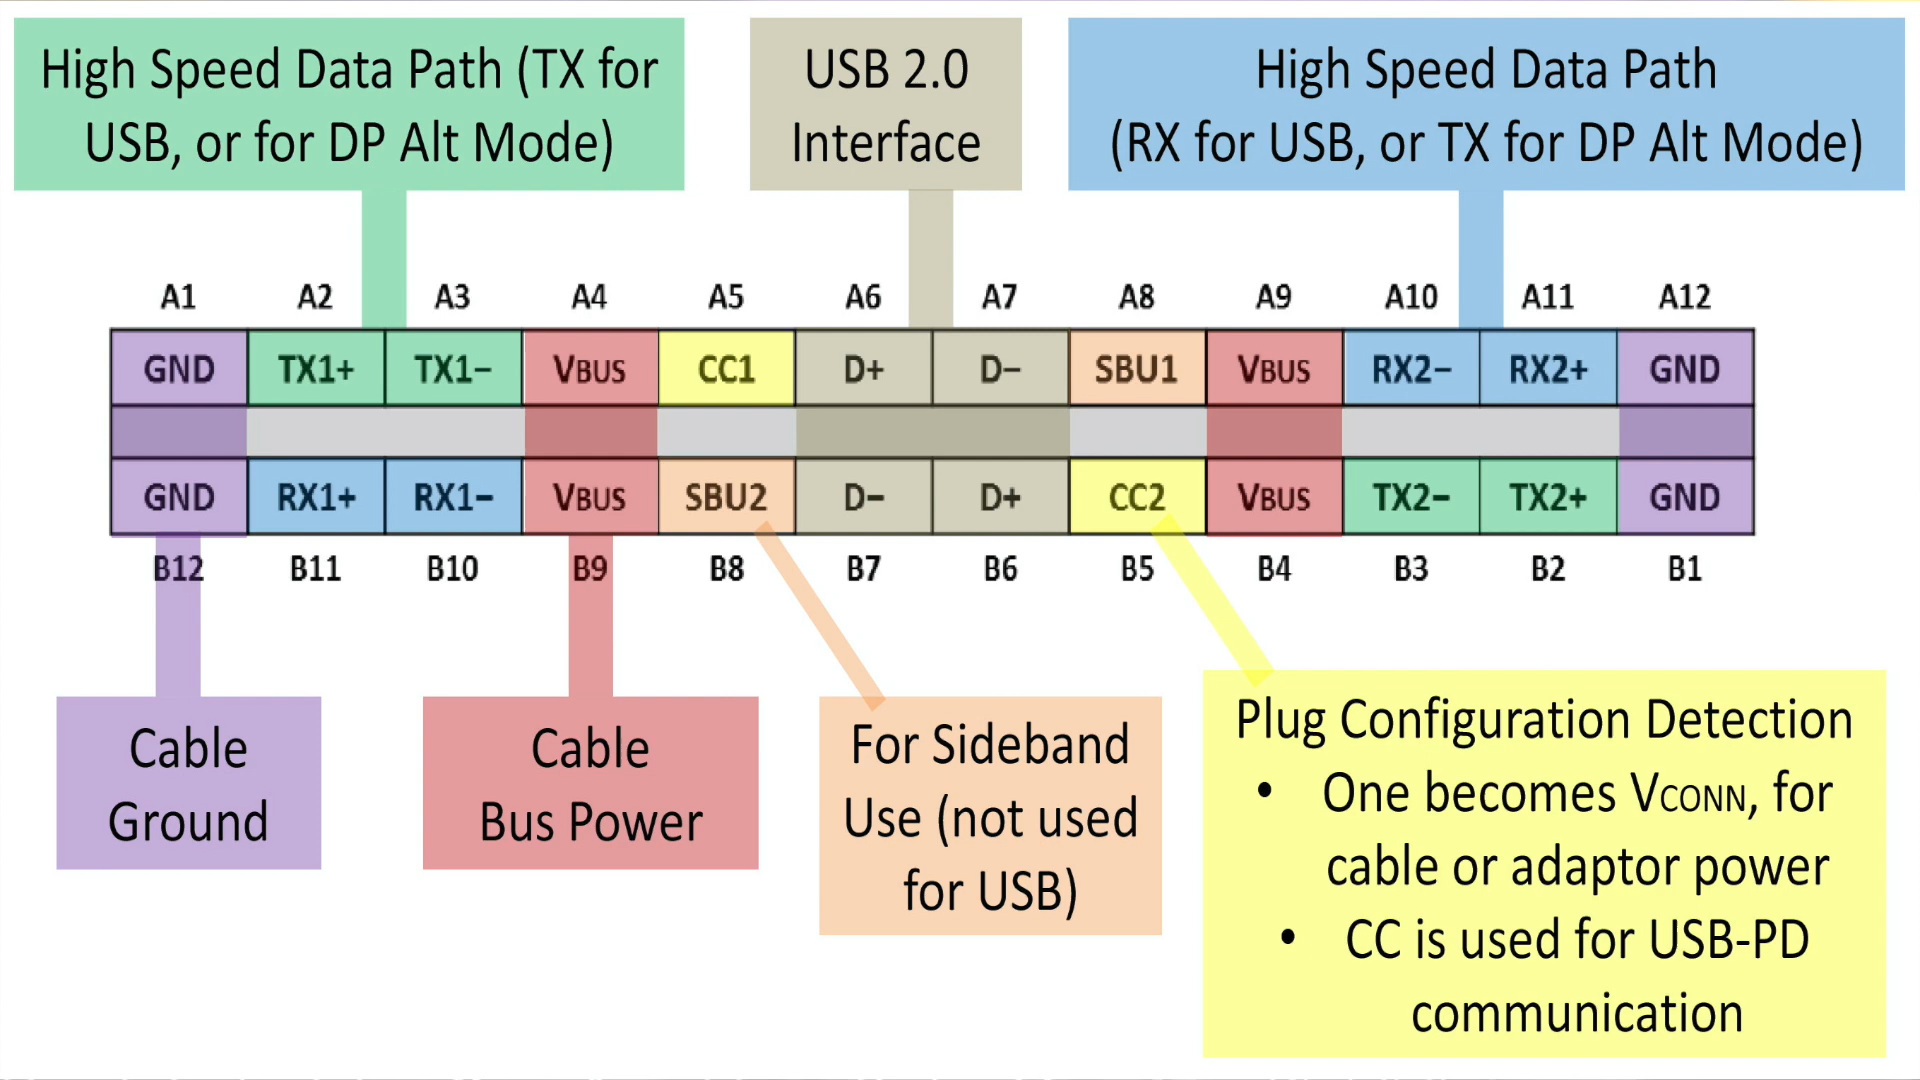 High Speed Data Path (TX for
USB, or for DP Alt Mode)
USB 2.0
Interface
High Speed Data Path
(RX for USB, or TX for DP Alt Mode)
A1 A2 A3 A4 A5 A6 A7 A8 A9 A10 A11 A12
GND TX1+ TX1− VBUS CC1 D+ D− SBU1 VBUS RX2− RX2+ GND
GND RX1+ RX1− VBUS SBU2 D− D+ CC2 VBUS TX2− TX2+ GND
B12 B11 B10 B9 B8 B7 B6 B5 B4 B3 B2 B1
Cable
Ground
Cable
Bus Power
For Sideband
Use (not used
for USB)
Plug Configuration Detection
• One becomes VCONN, for
cable or adaptor power
• CC is used for USB-PD
communication